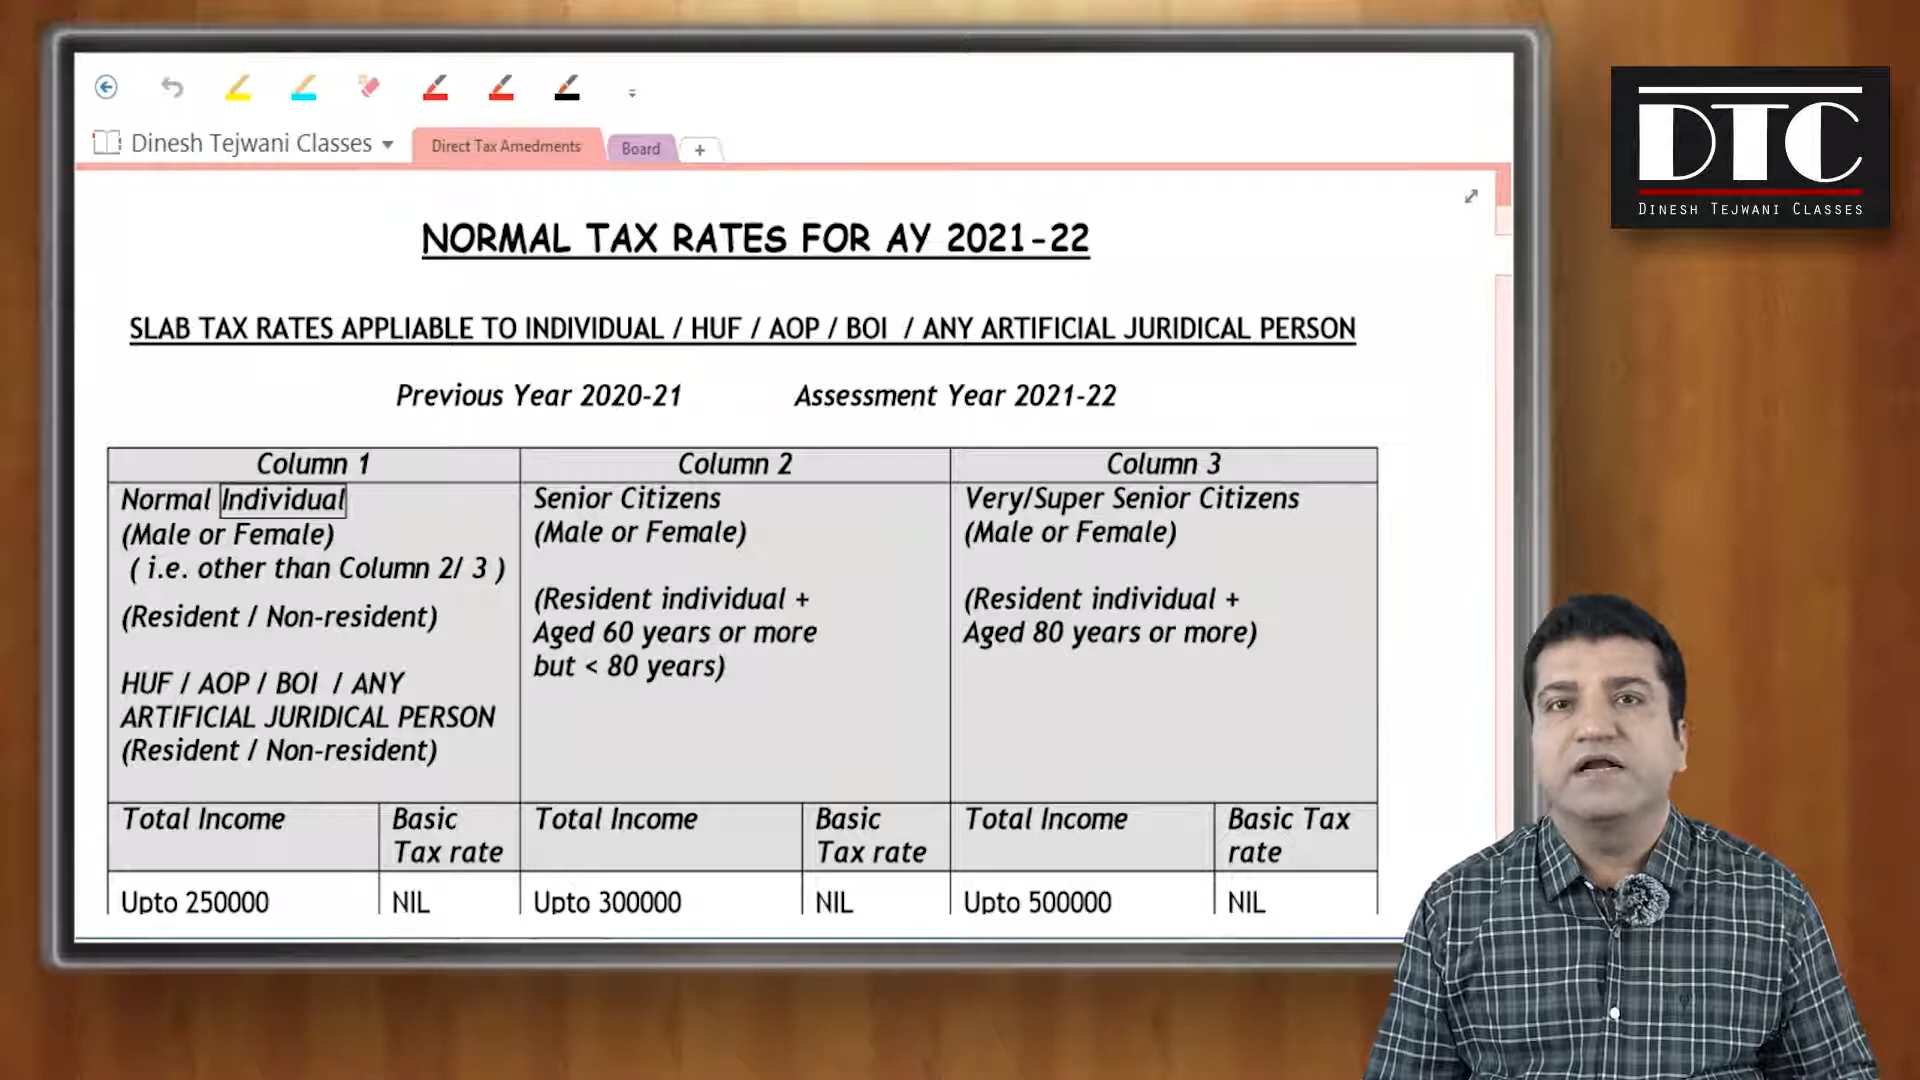 Dinesh Tejwani Classes
Direct Tax Amedments
Board
+
DTC
DINESH TEJWANI CLASSES
NORMAL TAX RATES FOR AY 2021-22
SLAB TAX RATES APPLIABLE TO INDIVIDUAL / HUF / AOP / BOI / ANY ARTIFICIAL JURIDICAL PERSON
Previous Year 2020-21 Assessment Year 2021-22
Column 1
Normal Individual
(Male or Female)
( i.e. other than Column 2/ 3 )
(Resident / Non-resident)
HUF / AOP / BOI / ANY
ARTIFICIAL JURIDICAL PERSON
(Resident / Non-resident)
Column 2
Senior Citizens
(Male or Female)
(Resident individual +
Aged 60 years or more
but < 80 years)
Column 3
Very/Super Senior Citizens
(Male or Female)
(Resident individual +
Aged 80 years or more)
Total Income
Basic
Tax rate
Total Income
Basic
Tax rate
Total Income
Basic Tax
rate
Upto 250000 NIL Upto 300000 NIL Upto 500000 NIL